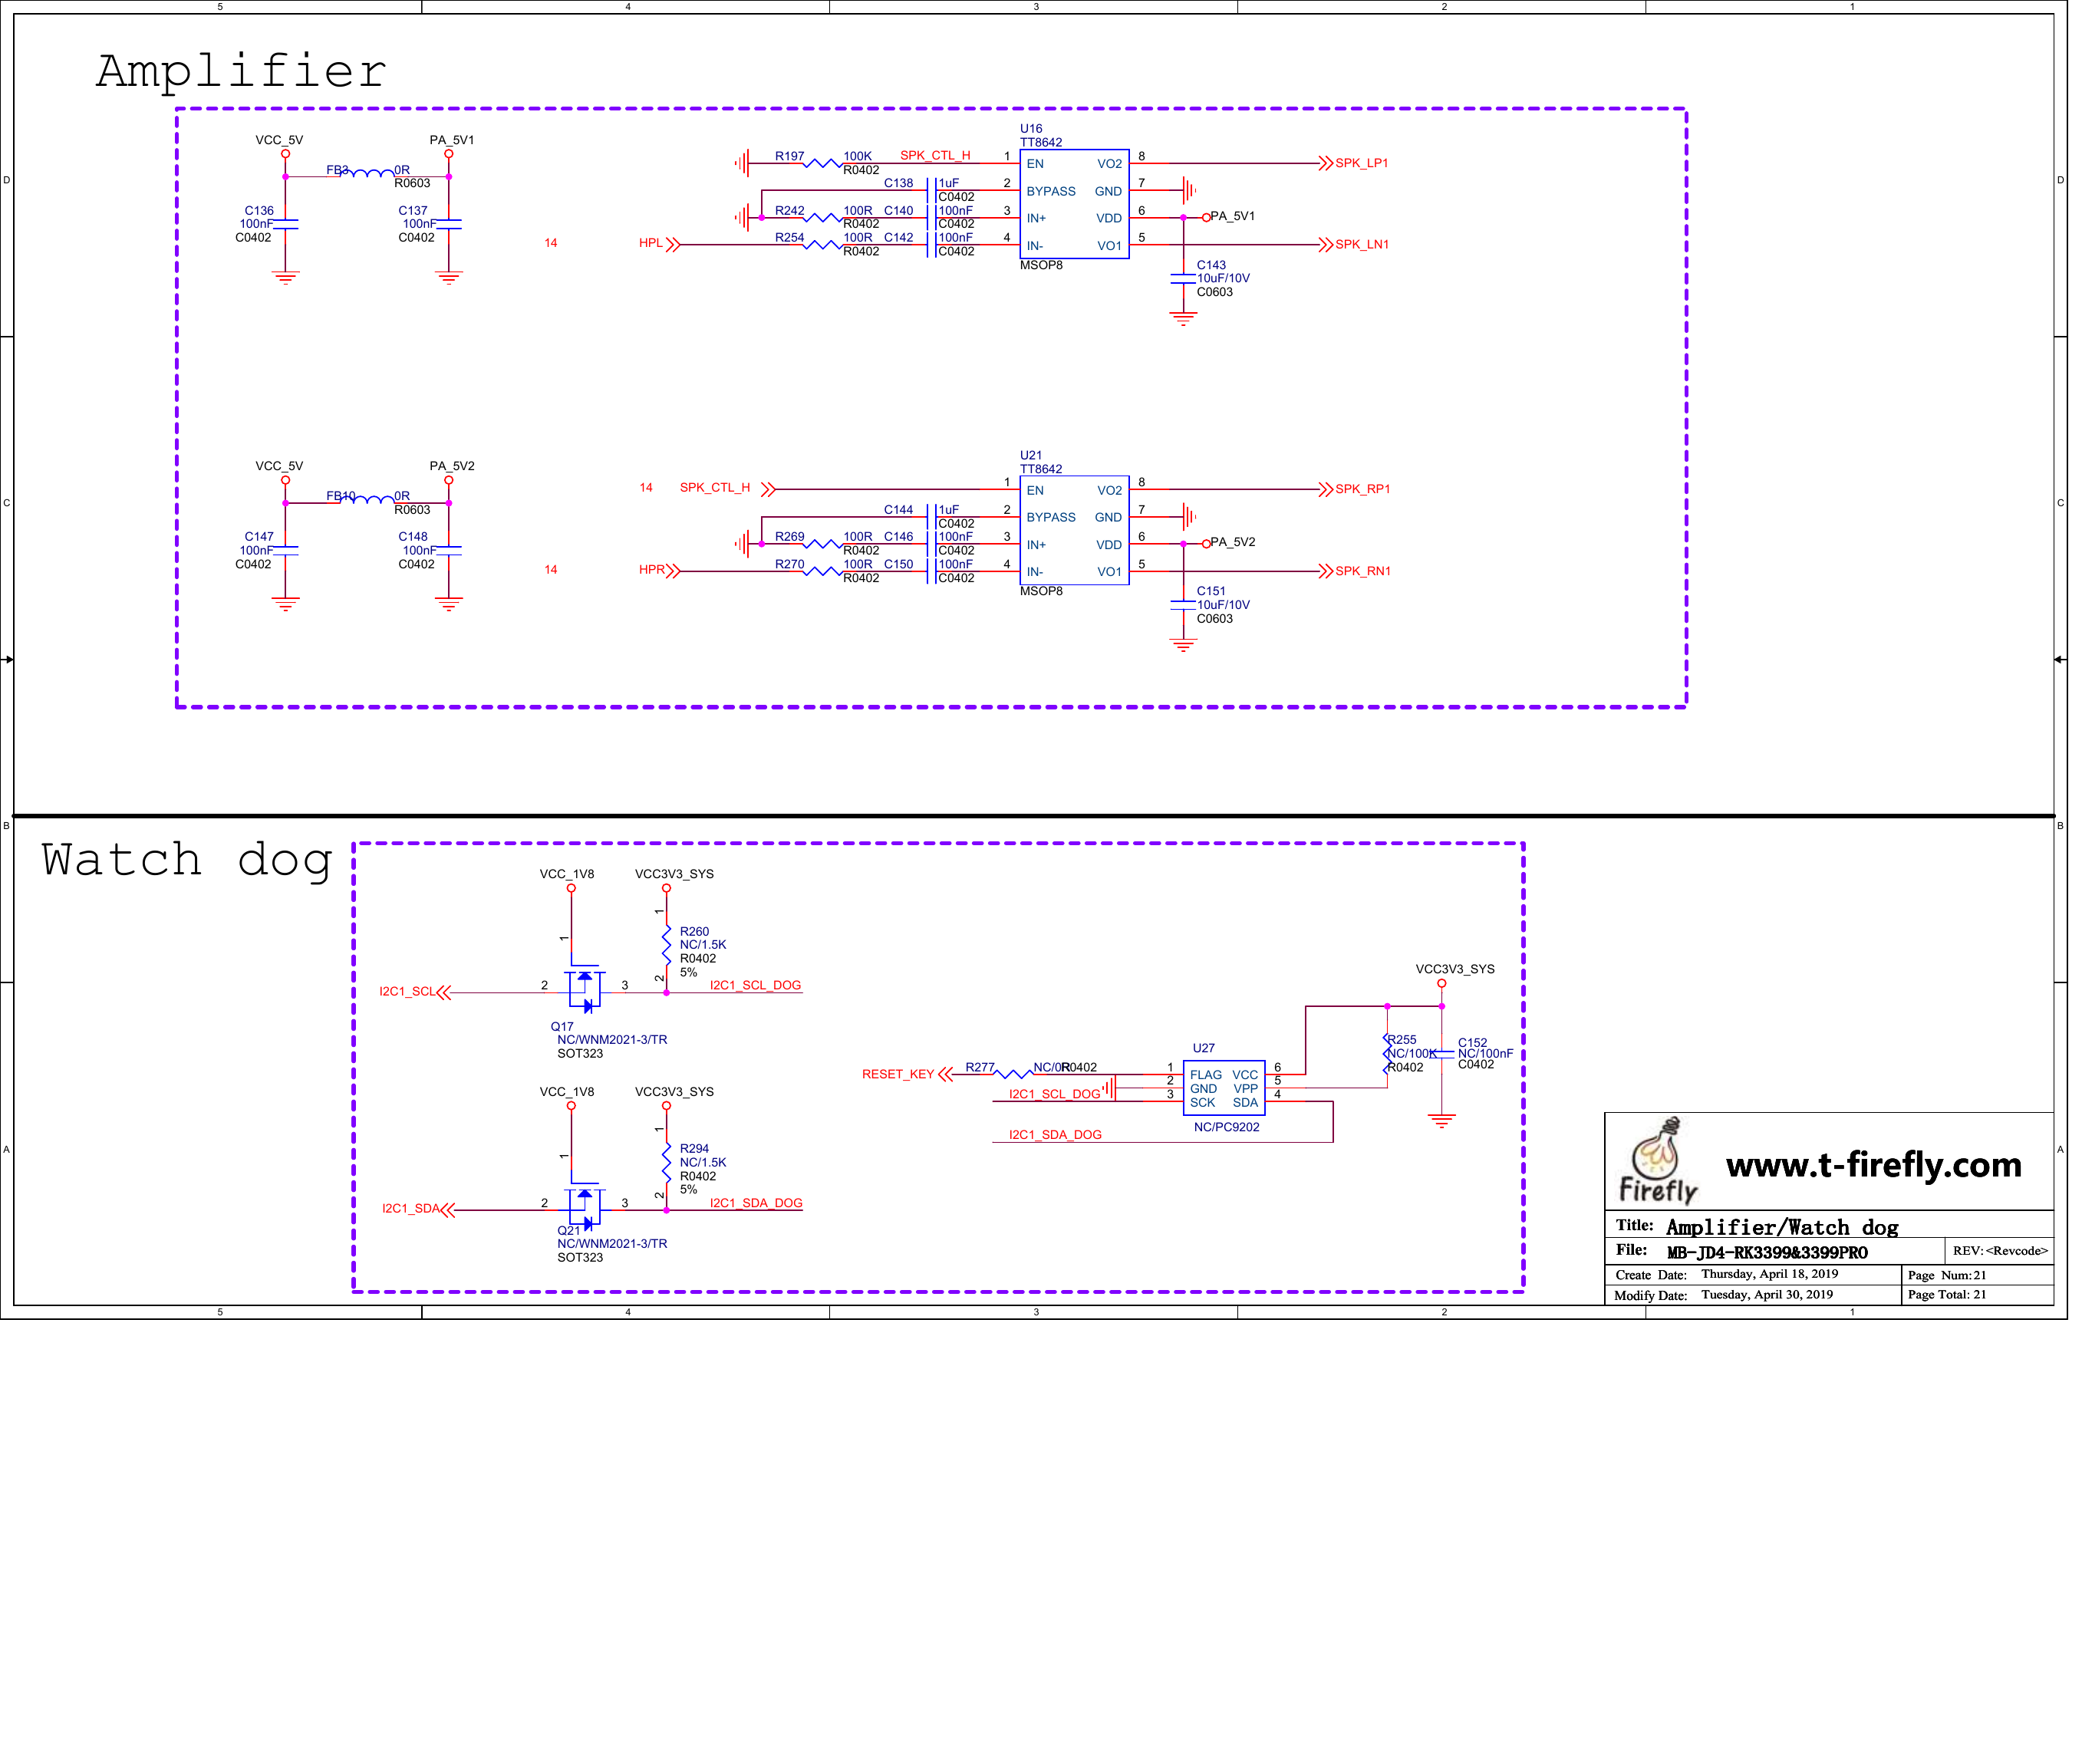 5 4 3 2 1
Amplifier
D
D
VCC_5V
PA_5V1
FB3
0R
R0603
C136
100nF
C0402
C137
100nF
C0402
R197
100K
R0402
SPK_CTL_H
C138
1uF
C0402
R242
100R
R0402
C140
100nF
C0402
14
HPL
R254
100R
R0402
C142
100nF
C0402
U16
TT8642
1 EN VO2 8
2 BYPASS GND 7
3 IN+ VDD 6
4 IN- VO1 5
MSOP8
SPK_LP1
PA_5V1
SPK_LN1
C143
10uF/10V
C0603
C
C
VCC_5V
PA_5V2
FB10
0R
R0603
C147
100nF
C0402
C148
100nF
C0402
14 SPK_CTL_H
C144
1uF
C0402
R269
100R
R0402
C146
100nF
C0402
14
HPR
R270
100R
R0402
C150
100nF
C0402
U21
TT8642
1 EN VO2 8
2 BYPASS GND 7
3 IN+ VDD 6
4 IN- VO1 5
MSOP8
SPK_RP1
PA_5V2
SPK_RN1
C151
10uF/10V
C0603
B
B
Watch dog
VCC_1V8
VCC3V3_SYS
1
1
R260
NC/1.5K
R0402
5%
2
I2C1_SCL
2
3
I2C1_SCL_DOG
Q17
NC/WNM2021-3/TR
SOT323
VCC_1V8
VCC3V3_SYS
1
1
R294
NC/1.5K
R0402
5%
2
I2C1_SDA
2
3
I2C1_SDA_DOG
Q21
NC/WNM2021-3/TR
SOT323
VCC3V3_SYS
R255
NC/100K
R0402
C152
NC/100nF
C0402
U27
RESET_KEY
R277
NC/0R
R0402
1 FLAG VCC 6
2 GND VPP 5
I2C1_SCL_DOG
3 SCK SDA 4
NC/PC9202
I2C1_SDA_DOG
A
A
Firefly
www.t-firefly.com
Title: Amplifier/Watch dog
File: MB-JD4-RK3399&3399PRO
REV: <Revcode>
Create Date: Thursday, April 18, 2019
Page Num: 21
Modify Date: Tuesday, April 30, 2019
Page Total: 21
5 4 3 2 1